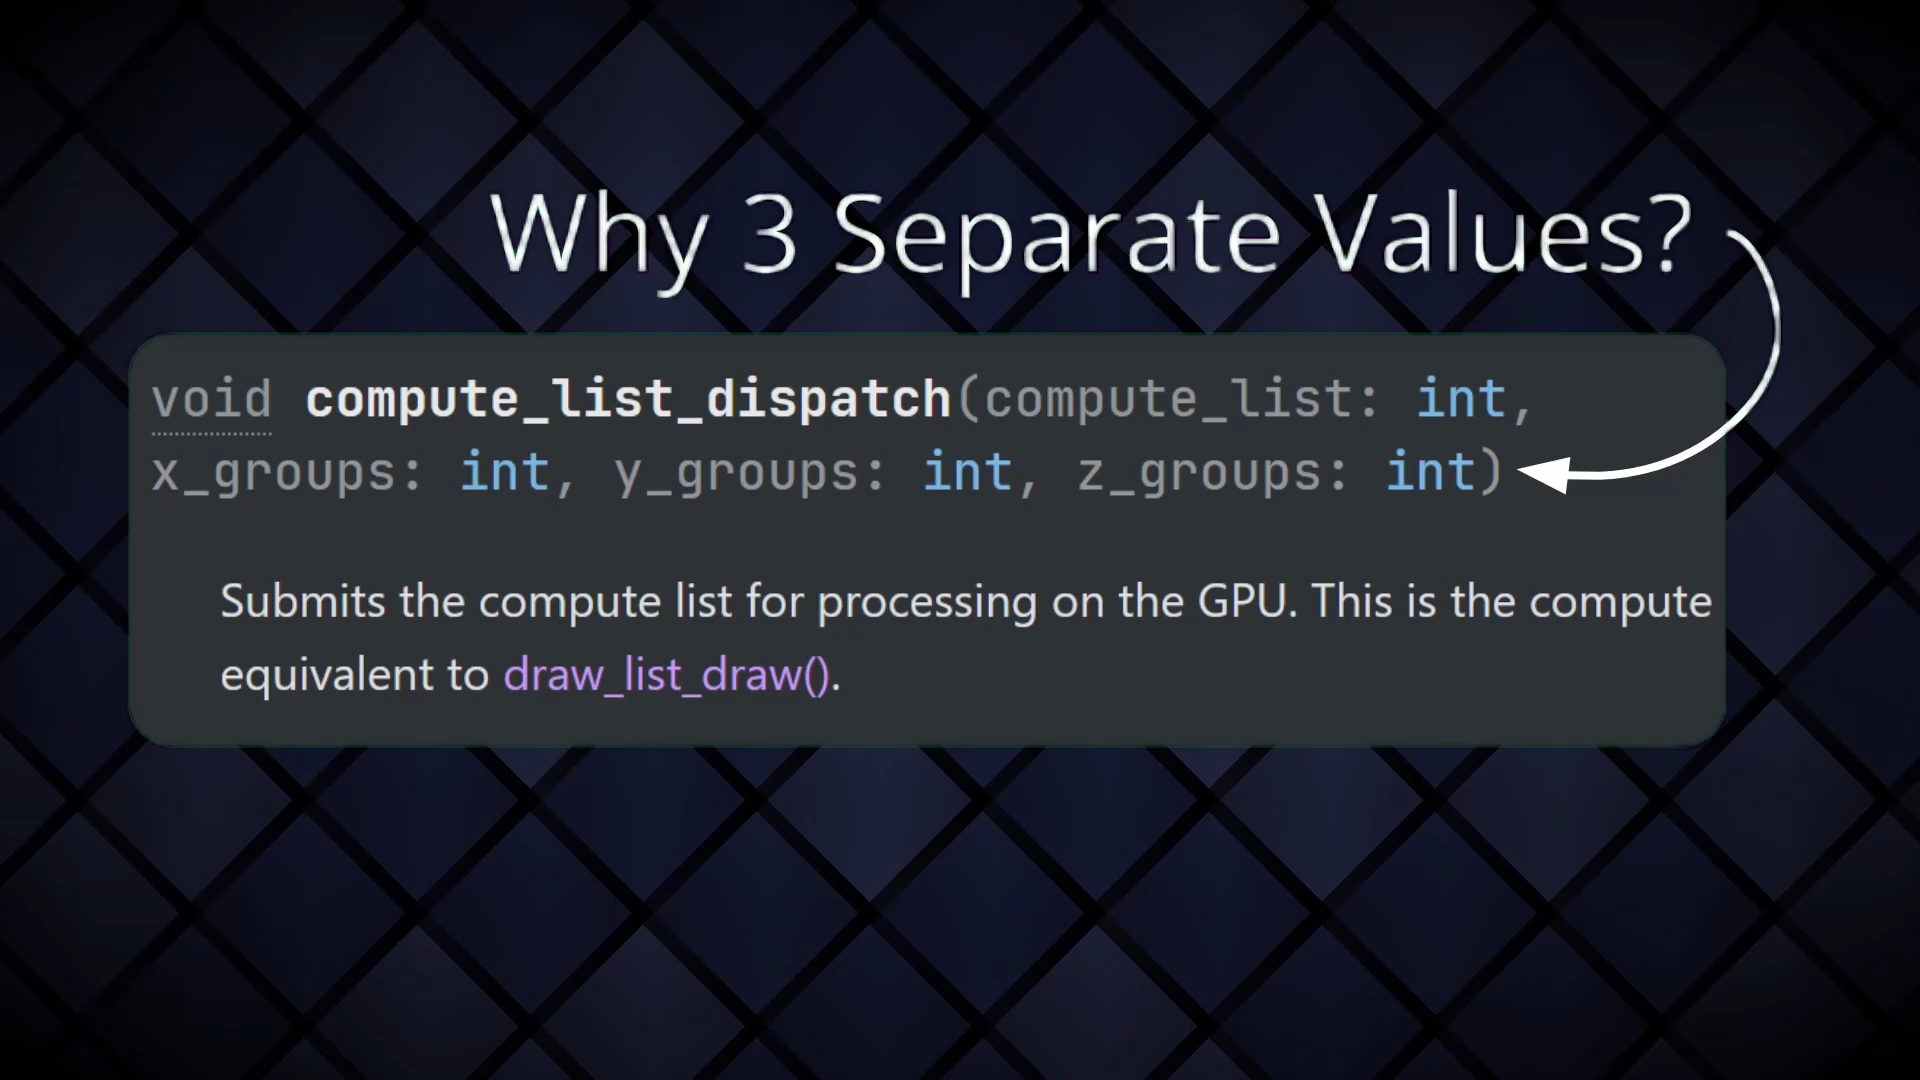 Why 3 Separate Values?
void compute_list_dispatch(compute_list: int,
x_groups: int, y_groups: int, z_groups: int)
Submits the compute list for processing on the GPU. This is the compute
equivalent to draw_list_draw().